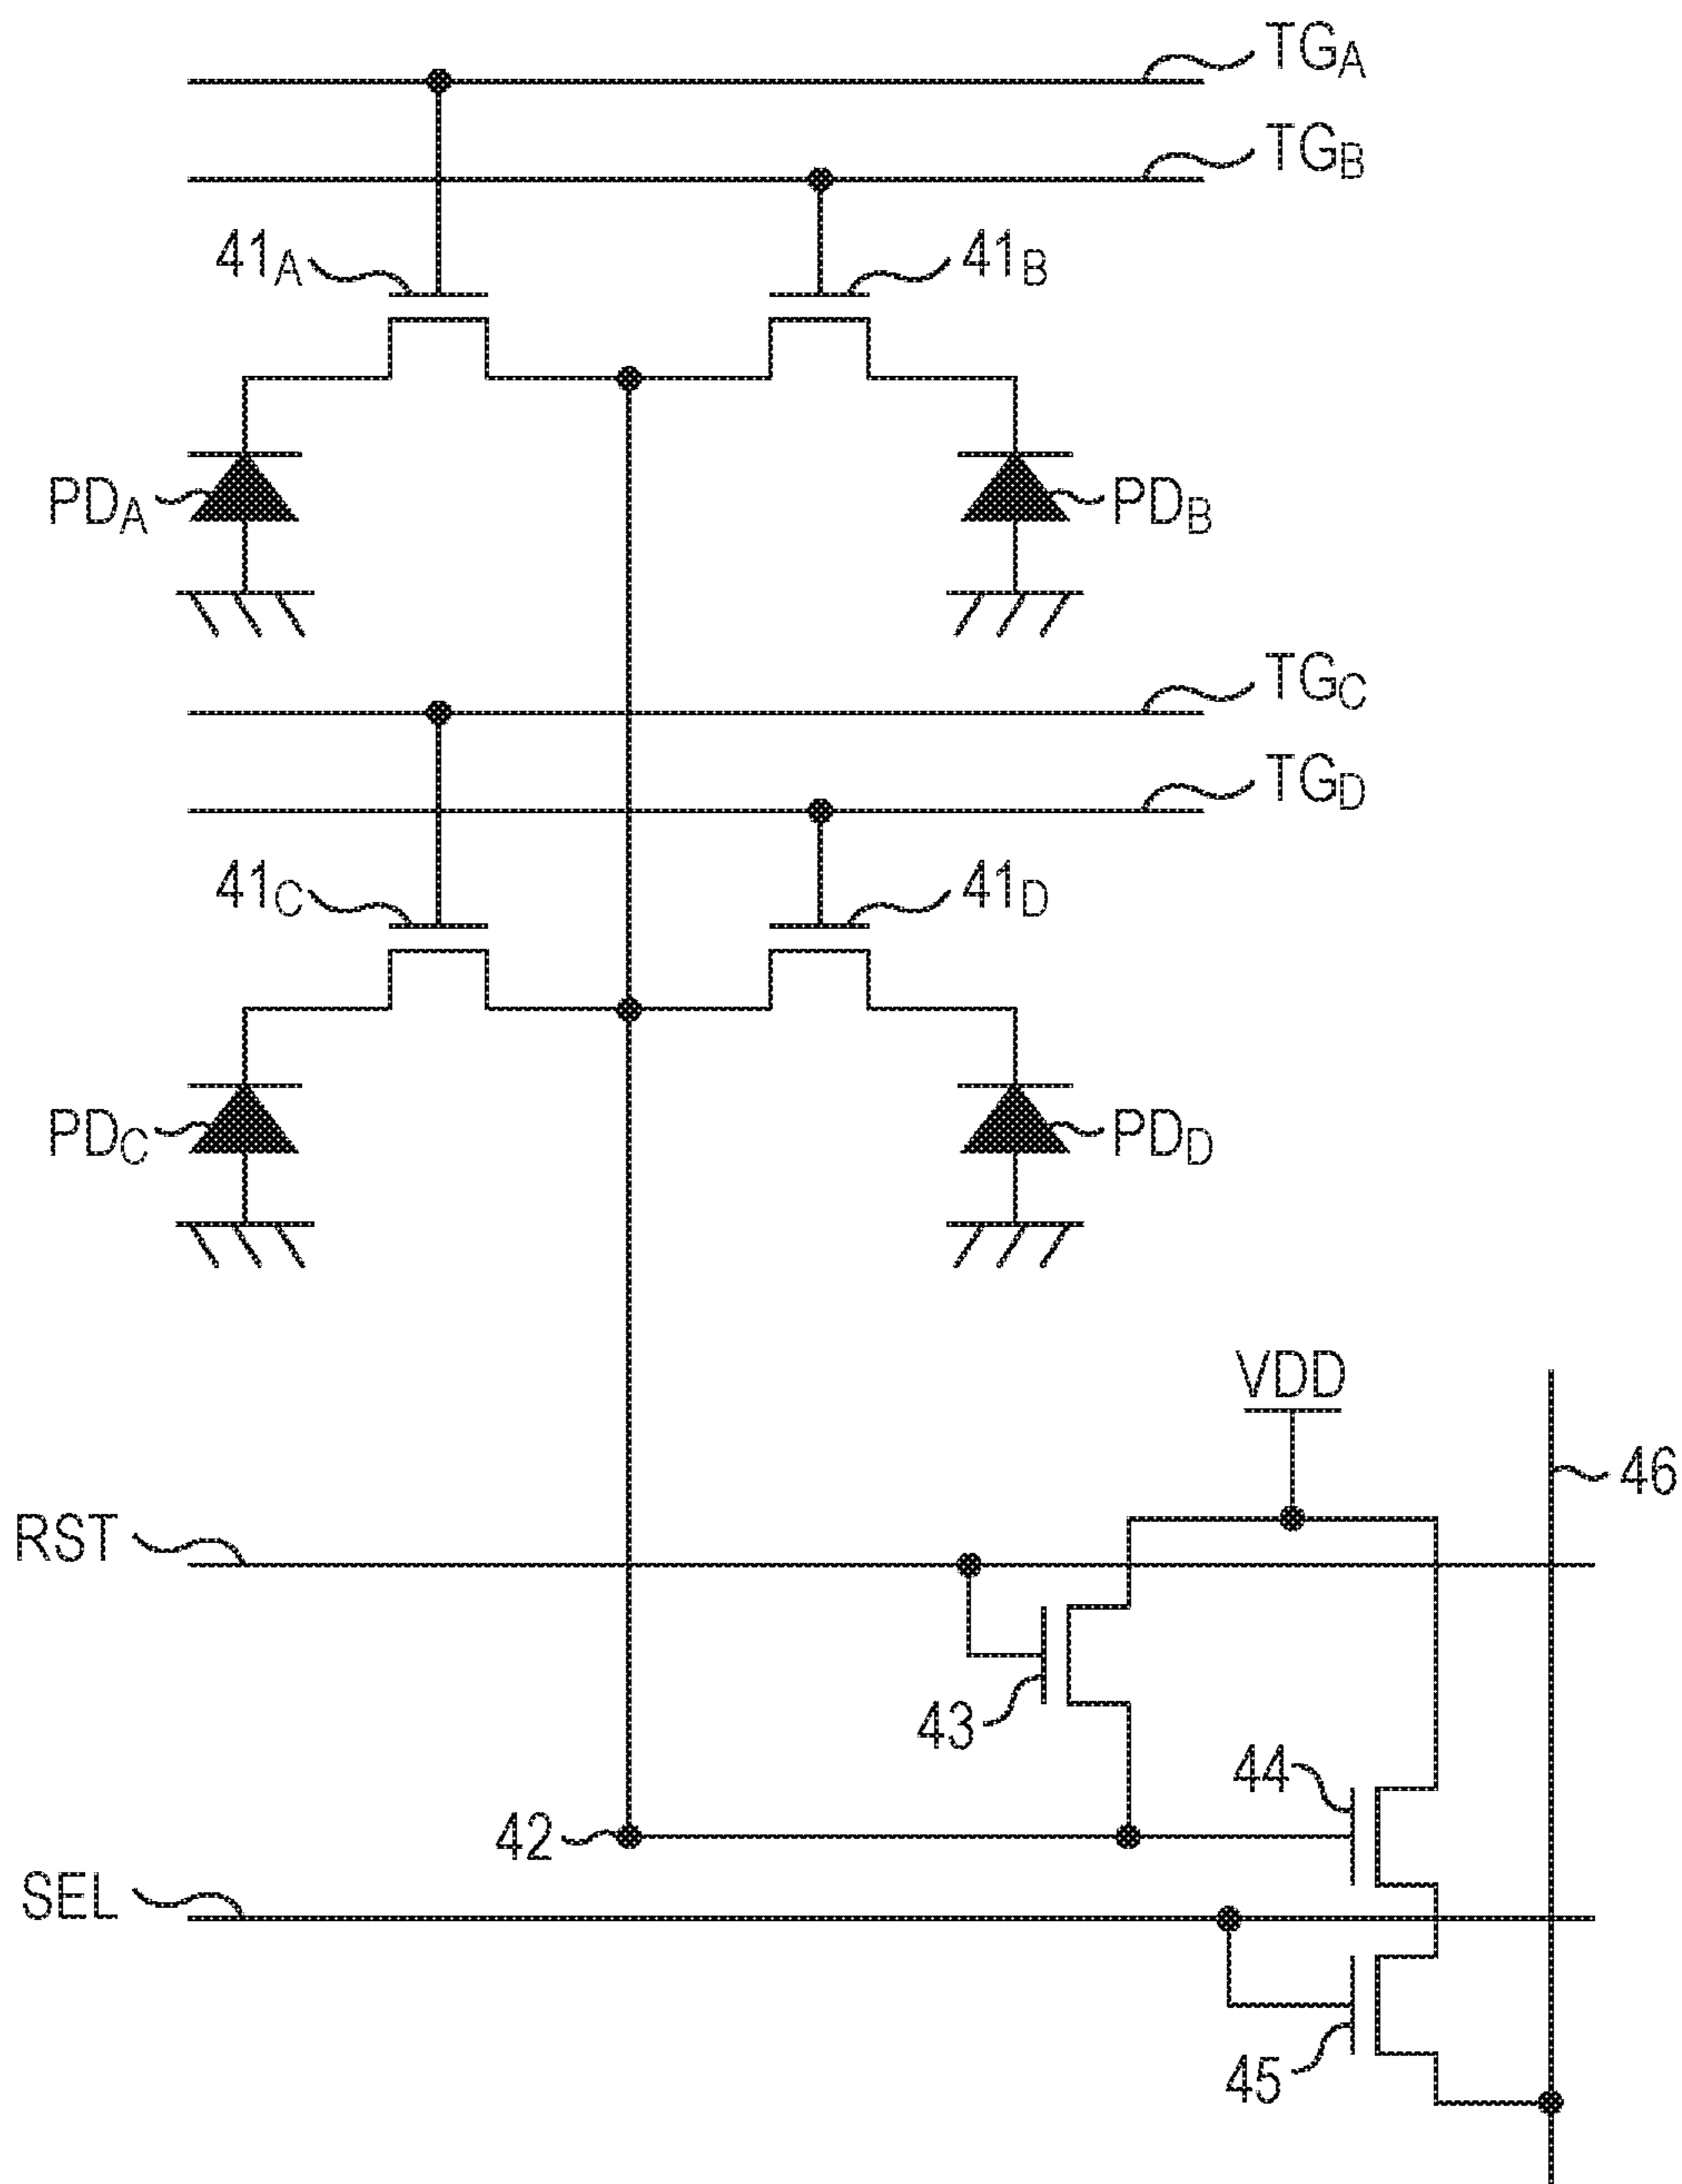 TGA
TGB
41A 41B
PDA PDB
TGC
TGD
41C 41D
PDC PDD
VDD
46
RST
43
44
42
SEL
45